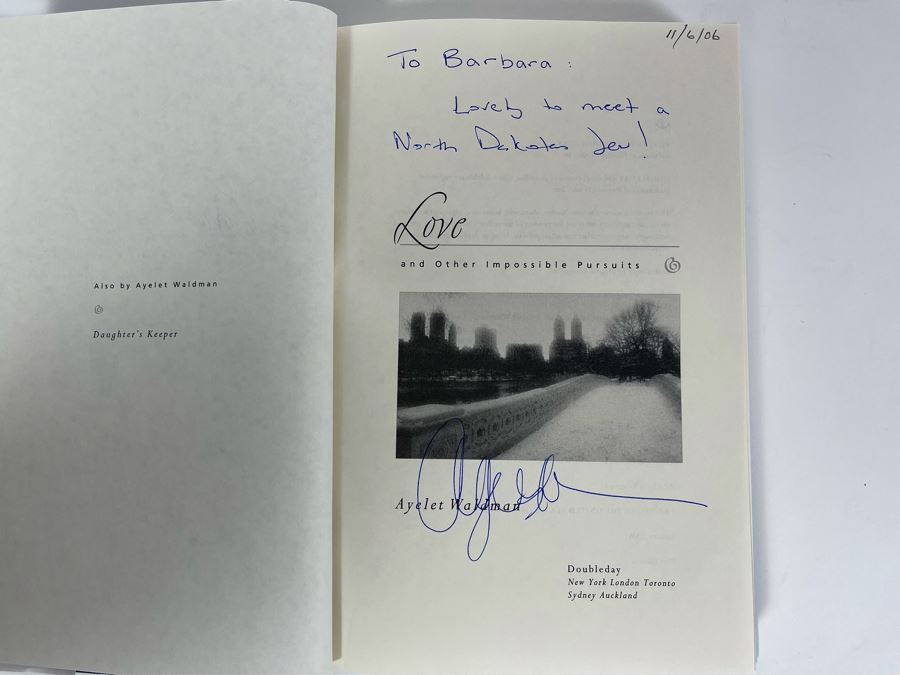 Also by Ayelet Waldman
Daughter's Keeper
11/6/06
To Barbara :
Lovely to meet a
North Dakotan Jew!
Love
and Other Impossible Pursuits
Ayelet Waldman
Doubleday
New York London Toronto
Sydney Auckland